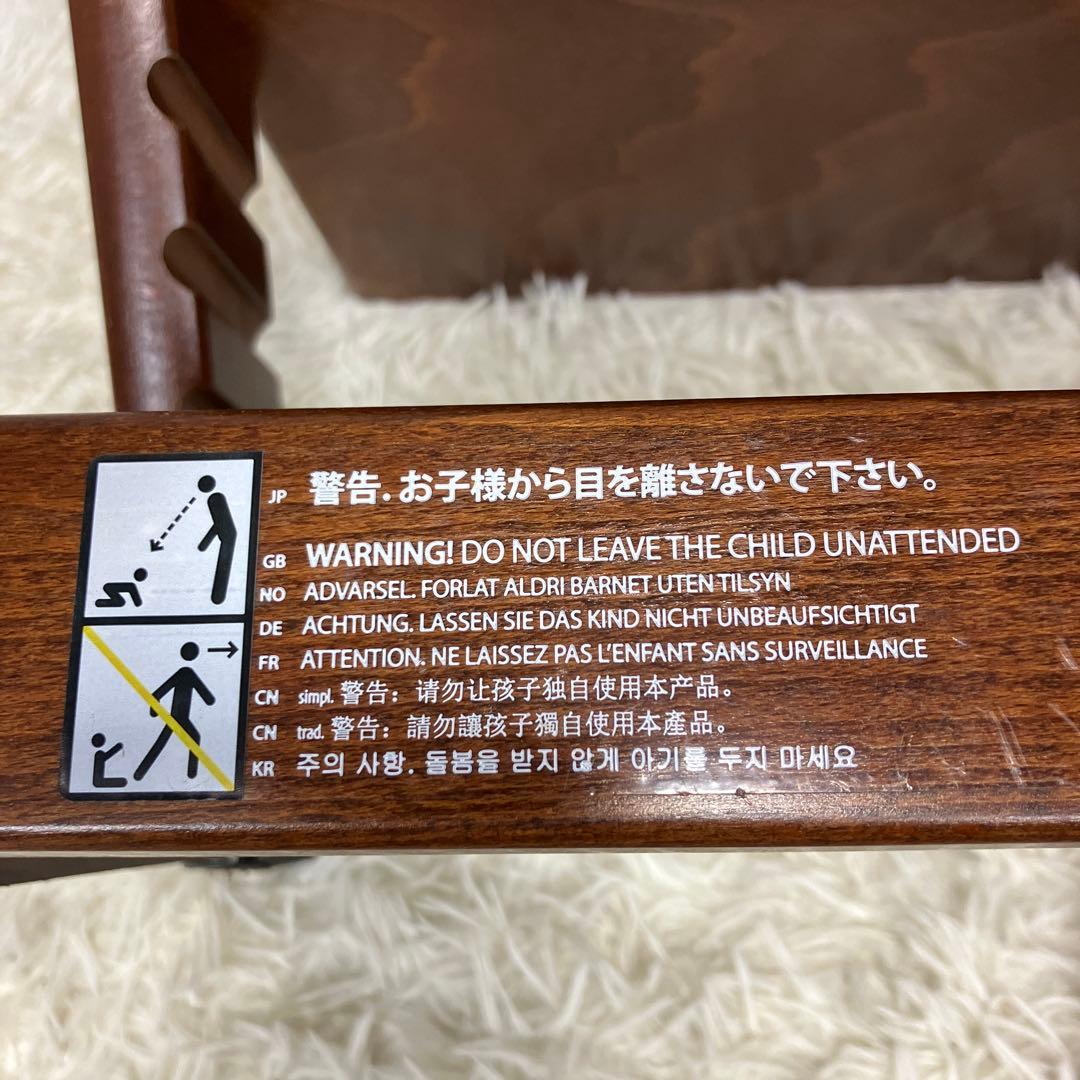 JP 警告. お子様から目を離さないで下さい。
GB WARNING! DO NOT LEAVE THE CHILD UNATTENDED
NO ADVARSEL. FORLAT ALDRI BARNET UTEN TILSYN
DE ACHTUNG. LASSEN SIE DAS KIND NICHT UNBEAUFSICHTIGT
FR ATTENTION. NE LAISSEZ PAS L'ENFANT SANS SURVEILLANCE
CN simpl. 警告：请勿让孩子独自使用本产品。
CN trad. 警告：請勿讓孩子獨自使用本產品。
KR 주의 사항. 돌봄을 받지 않게 아기를 두지 마세요